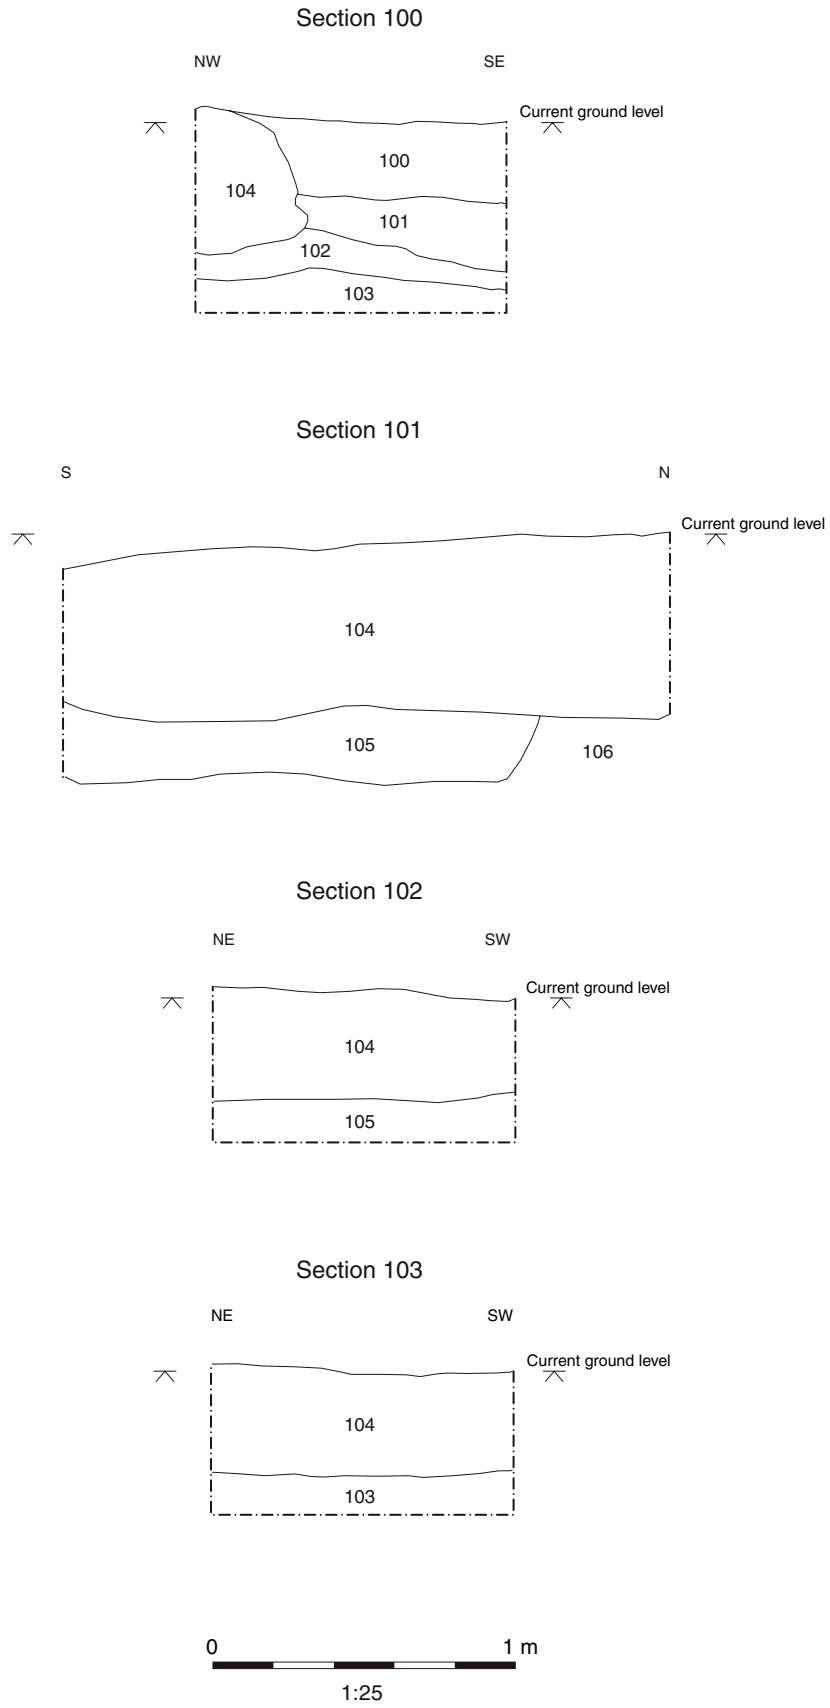 Section 100
NW SE
Current ground level
100
104
101
102
103
Section 101
S N
Current ground level
104
105
106
Section 102
NE SW
Current ground level
104
105
Section 103
NE SW
Current ground level
104
103
0 1 m
1:25